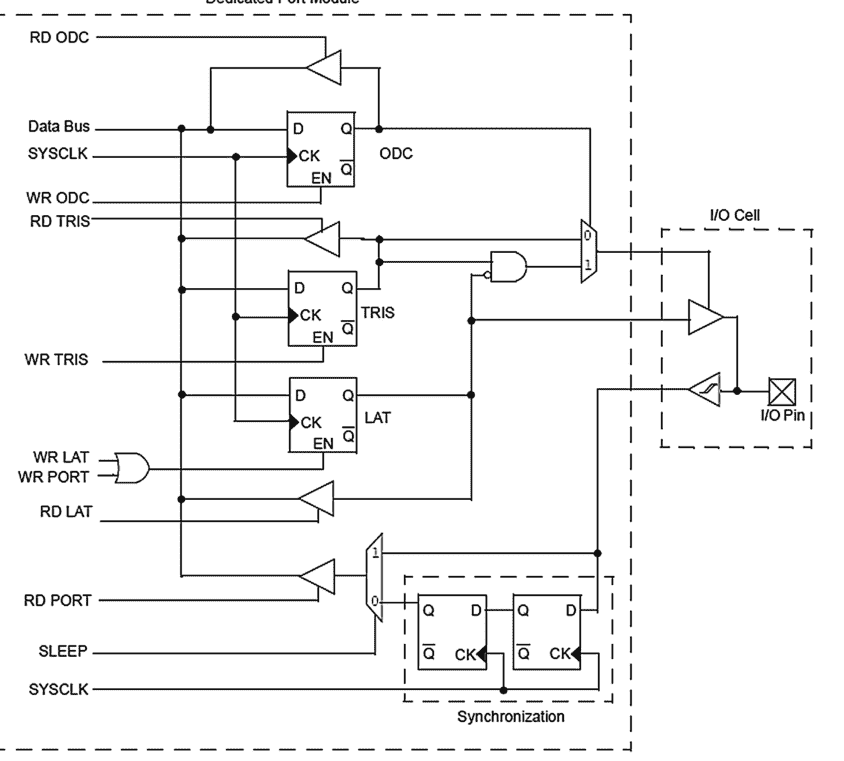 Dedicated Port Module
RD ODC
Data Bus
D Q
SYSCLK
CK
ODC
Q
EN
WR ODC
RD TRIS
I/O Cell
0
1
D Q
TRIS
CK
Q
EN
WR TRIS
D Q
LAT
CK
Q
EN
I/O Pin
WR LAT
WR PORT
RD LAT
1
0
RD PORT
Q D Q D
SLEEP
Q CK Q CK
SYSCLK
Synchronization